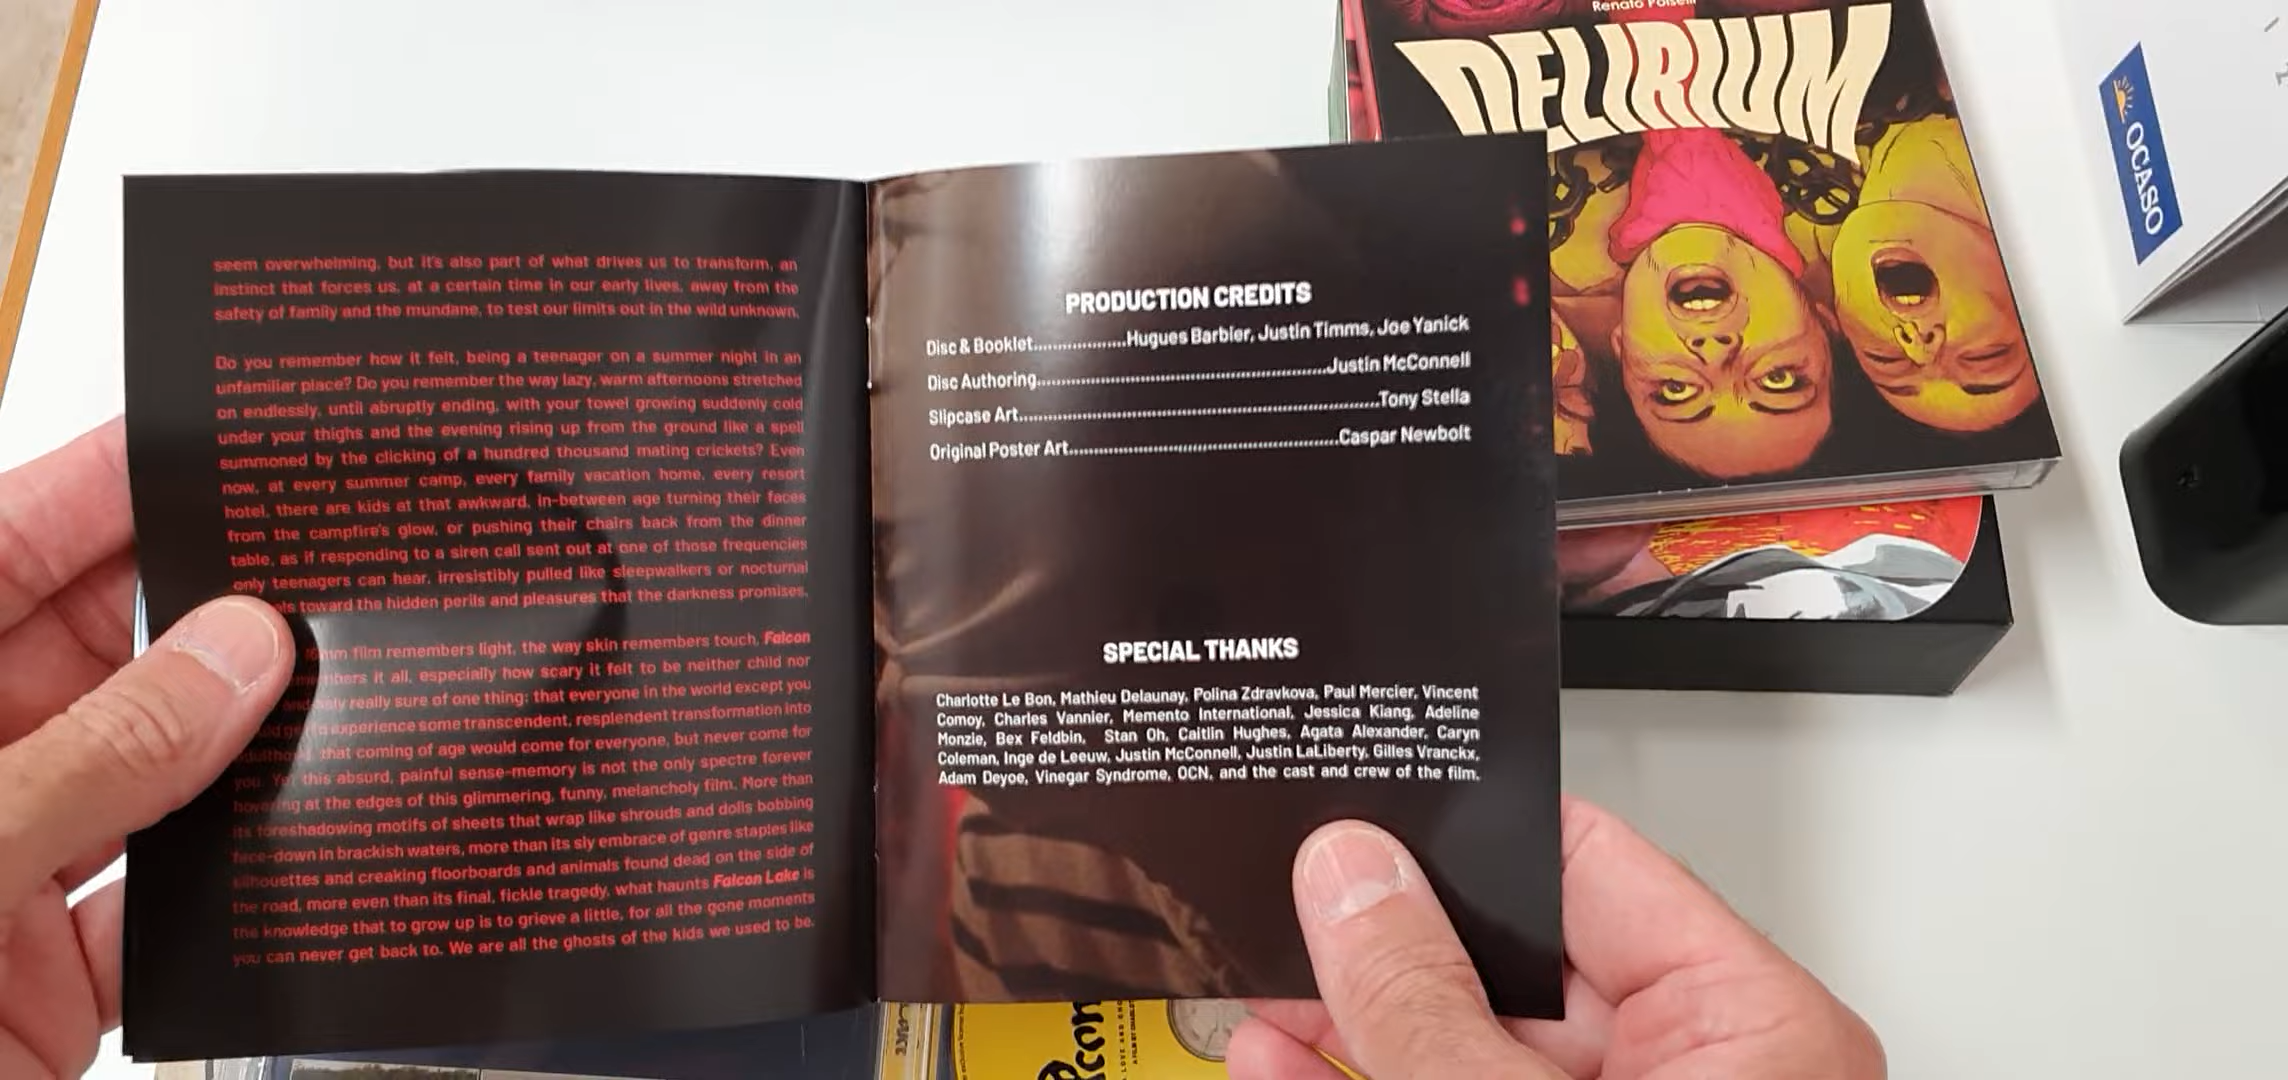 Renato Polselli
DELIRIUM
OCASO
seem overwhelming, but it's also part of what drives us to transform, an
instinct that forces us, at a certain time in our early lives, away from the
safety of family and the mundane, to test our limits out in the wild unknown.
Do you remember how it felt, being a teenager on a summer night in an
unfamiliar place? Do you remember the way lazy, warm afternoons stretched
on endlessly, until abruptly ending, with your towel growing suddenly cold
under your thighs and the evening rising up from the ground like a spell
summoned by the clicking of a hundred thousand mating crickets? Even
now, at every summer camp, every family vacation home, every resort
hotel, there are kids at that awkward, in-between age turning their faces
from the campfire's glow, or pushing their chairs back from the dinner
table, as if responding to a siren call sent out at one of those frequencies
only teenagers can hear, irresistibly pulled like sleepwalkers or nocturnal
toward the hidden perils and pleasures that the darkness promises.
16mm film remembers light, the way skin remembers touch, Falcon
it all, especially how scary it felt to be neither child nor
really sure of one thing: that everyone in the world except you
experience some transcendent, resplendent transformation into
that coming of age would come for everyone, but never come for
you. Yet this absurd, painful sense-memory is not the only spectre forever
hovering at the edges of this glimmering, funny, melancholy film. More than
its foreshadowing motifs of sheets that wrap like shrouds and dolls bobbing
face-down in brackish waters, more than its sly embrace of genre staples like
silhouettes and creaking floorboards and animals found dead on the side of
the road, more even than its final, fickle tragedy, what haunts Falcon Lake is
the knowledge that to grow up is to grieve a little, for all the gone moments
you can never get back to. We are all the ghosts of the kids we used to be.
PRODUCTION CREDITS
Disc & Booklet....................Hugues Barbier, Justin Timms, Joe Yanick
Disc Authoring..............................................................Justin McConnell
Slipcase Art..............................................................................Tony Stella
Original Poster Art..........................................................Caspar Newbolt
SPECIAL THANKS
Charlotte Le Bon, Mathieu Delaunay, Polina Zdravkova, Paul Mercier, Vincent
Comoy, Charles Vannier, Memento International, Jessica Kiang, Adeline
Monzie, Bex Feldbin, Stan Oh, Caitlin Hughes, Agata Alexander, Caryn
Coleman, Inge de Leeuw, Justin McConnell, Justin LaLiberty, Gilles Vranckx,
Adam Deyoe, Vinegar Syndrome, OCN, and the cast and crew of the film.